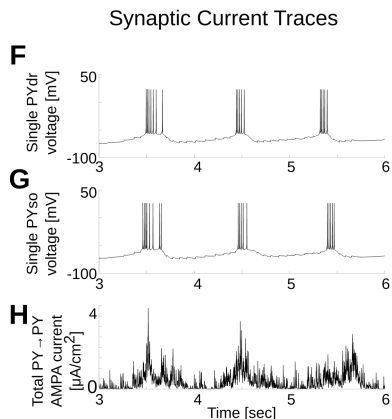 Synaptic Current Traces
F
Single PYdr
voltage [mV]
50
-100
3 4 5 6
G
Single PYso
voltage [mV]
50
-100
3 4 5 6
H
Total PY→PY
AMPA current
[μA/cm2]
4
0
3 4 5 6
Time [sec]